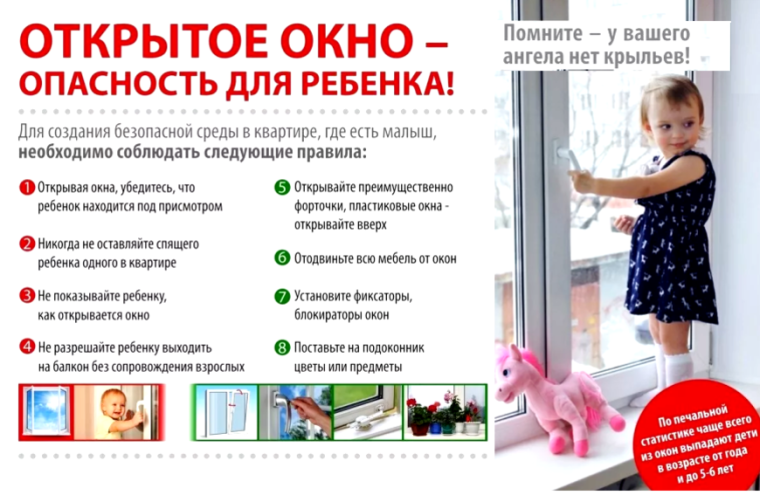 ОТКРЫТОЕ ОКНО –
ОПАСНОСТЬ ДЛЯ РЕБЕНКА!
Для создания безопасной среды в квартире, где есть малыш,
необходимо соблюдать следующие правила:
1 Открывая окна, убедитесь, что
ребенок находится под присмотром
2 Никогда не оставляйте спящего
ребенка одного в квартире
3 Не показывайте ребенку,
как открывается окно
4 Не разрешайте ребенку выходить
на балкон без сопровождения взрослых
5 Открывайте преимущественно
форточки, пластиковые окна -
открывайте вверх
6 Отодвиньте всю мебель от окон
7 Установите фиксаторы,
блокираторы окон
8 Поставьте на подоконник
цветы или предметы
Помните – у вашего
ангела нет крыльев!
По печальной
статистике чаще всего
из окон выпадают дети
в возрасте от года
и до 5-6 лет